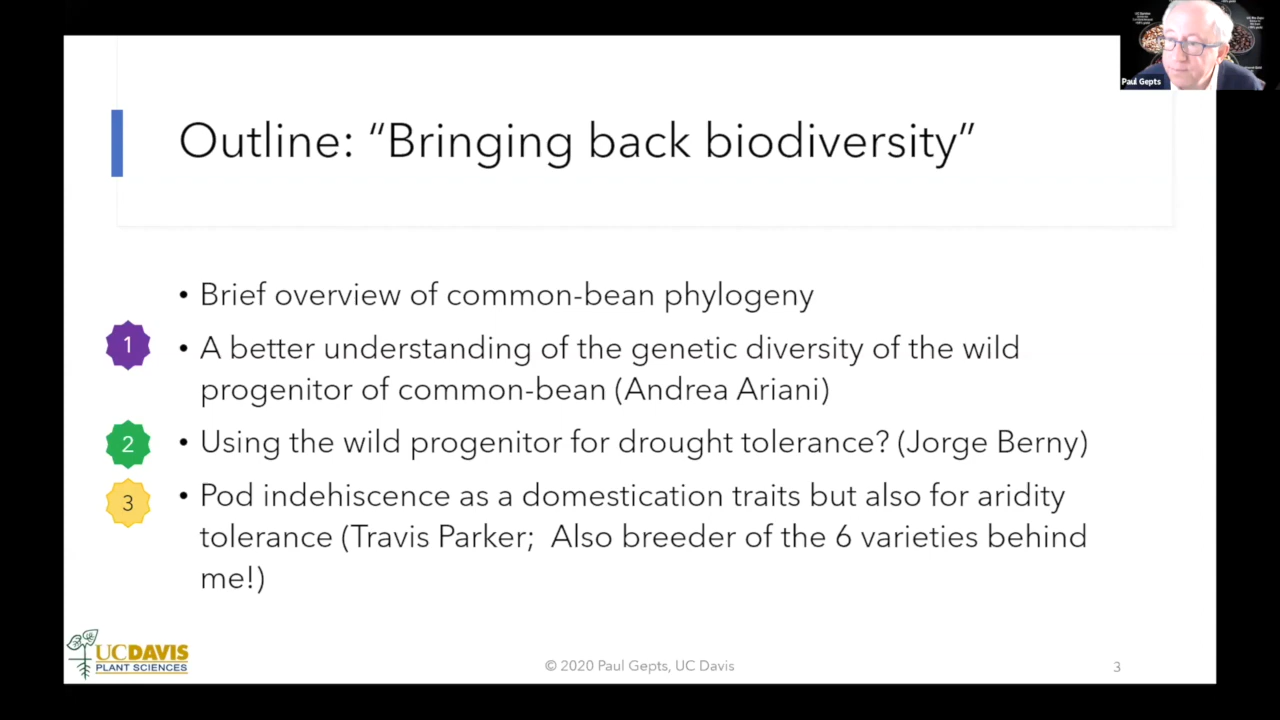 Paul Gepts
Outline: “Bringing back biodiversity”
• Brief overview of common-bean phylogeny
1
• A better understanding of the genetic diversity of the wild
progenitor of common-bean (Andrea Ariani)
2
• Using the wild progenitor for drought tolerance? (Jorge Berny)
3
• Pod indehiscence as a domestication traits but also for aridity
tolerance (Travis Parker; Also breeder of the 6 varieties behind
me!)
UCDAVIS
PLANT SCIENCES
© 2020 Paul Gepts, UC Davis
3